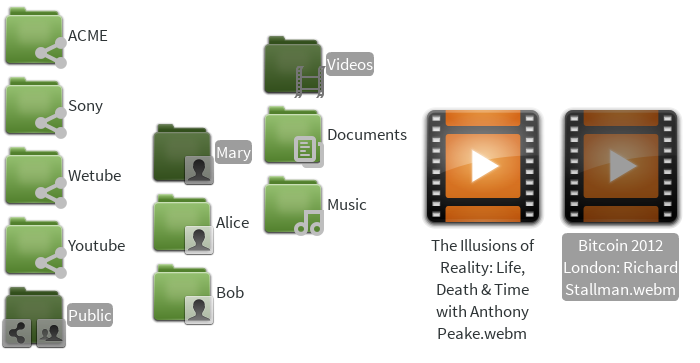 ACME
Sony
Wetube
Youtube
Public
Mary
Alice
Bob
Videos
Documents
Music
The Illusions of
Reality: Life,
Death & Time
with Anthony
Peake.webm
Bitcoin 2012
London: Richard
Stallman.webm